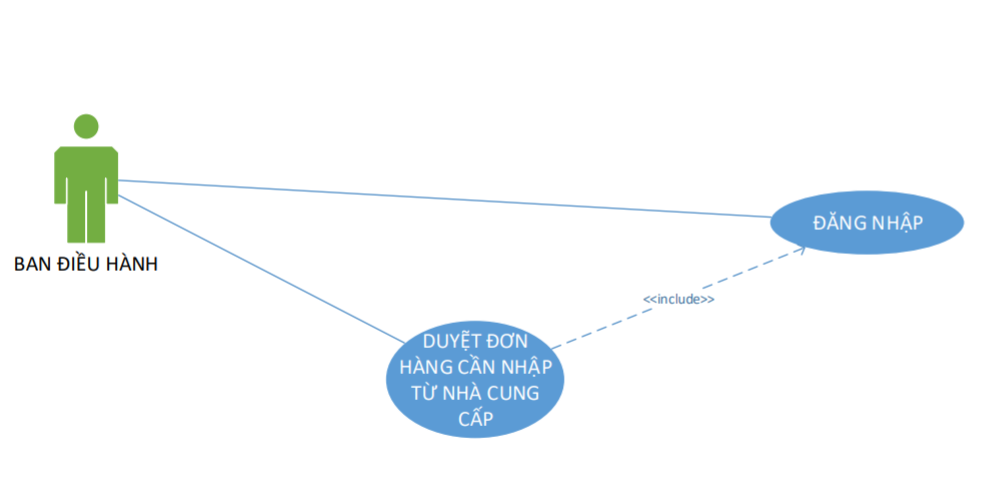 ĐĂNG NHẬP
BAN ĐIỀU HÀNH
<<include>>
DUYỆT ĐƠN
HÀNG CẦN NHẬP
TỪ NHÀ CUNG
CẤP